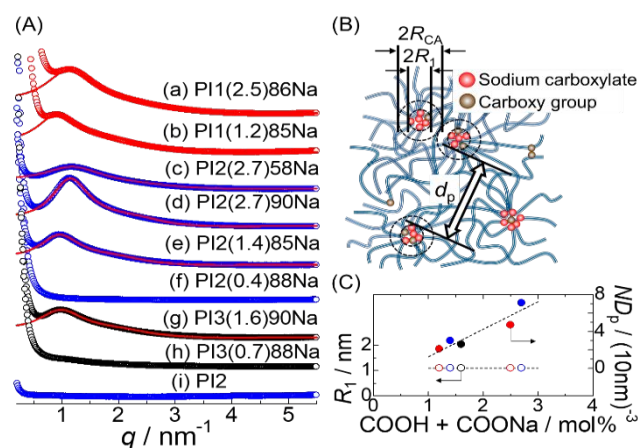 (A)
(a) PI1(2.5)86Na
(b) PI1(1.2)85Na
(c) PI2(2.7)58Na
(d) PI2(2.7)90Na
(e) PI2(1.4)85Na
(f) PI2(0.4)88Na
(g) PI3(1.6)90Na
(h) PI3(0.7)88Na
(i) PI2
1 2 3 4 5
q / nm⁻¹
(B)
2R_CA
2R₁
Sodium carboxylate
Carboxy group
d_p
(C)
2
1
0
R₁ / nm
8
4
0
ND_p / (10nm)⁻³
0 1 2 3 4
COOH + COONa / mol%